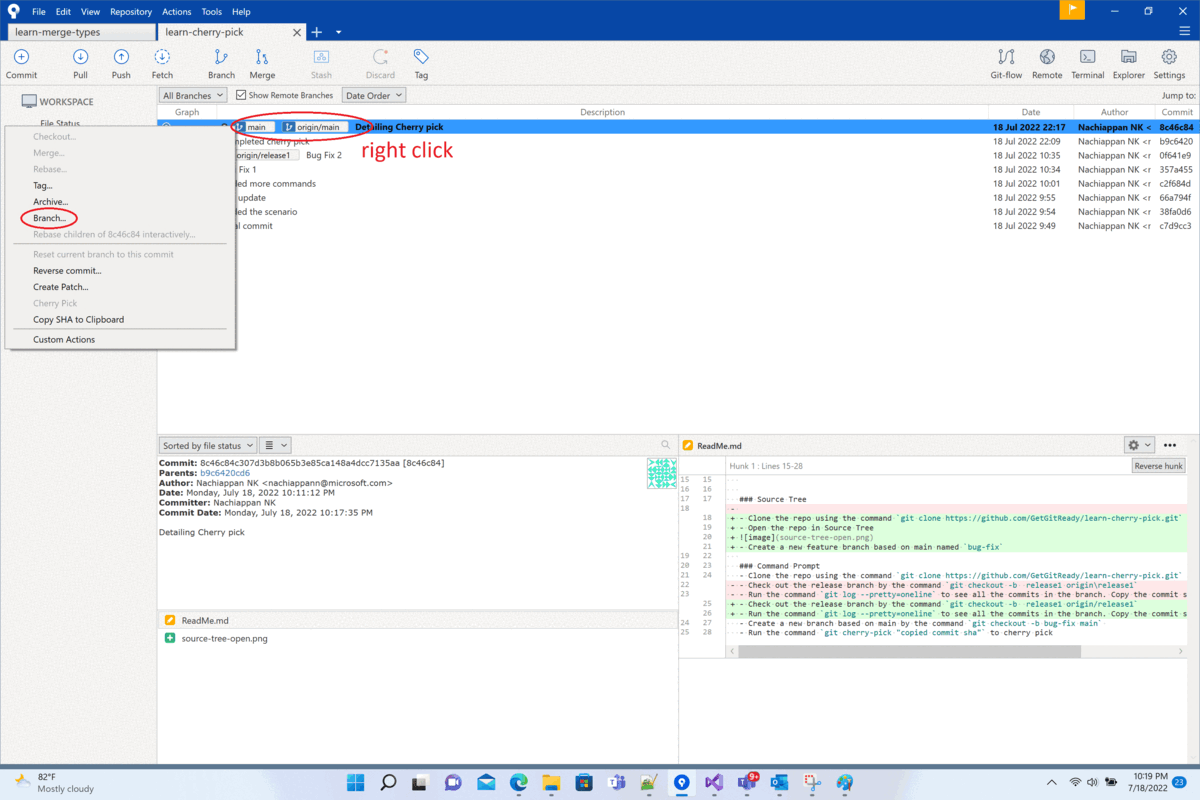 File Edit View Repository Actions Tools Help
learn-merge-types
learn-cherry-pick
Commit Pull Push Fetch Branch Merge Stash Discard Tag Git-flow Remote Terminal Explorer Settings
WORKSPACE
File Status
All Branches
Show Remote Branches
Date Order
Jump to:
Graph Description Date Author Commit
main origin/main Detailing Cherry pick 18 Jul 2022 22:17 Nachiappan NK < 8c46c84
mpleted cherry pick 18 Jul 2022 22:09 Nachiappan NK <r b9c6420
origin/release1 Bug Fix 2 18 Jul 2022 10:35 Nachiappan NK <r 0f641e9
Fix 1 18 Jul 2022 10:34 Nachiappan NK <r 357a455
led more commands 18 Jul 2022 10:01 Nachiappan NK <r c2f684d
update 18 Jul 2022 9:55 Nachiappan NK <r 66a794f
led the scenario 18 Jul 2022 9:54 Nachiappan NK <r 38fa0d6
al commit 18 Jul 2022 9:49 Nachiappan NK <r c7d9cc3
right click
Checkout...
Merge...
Rebase...
Tag...
Archive...
Branch...
Rebase children of 8c46c84 interactively...
Reset current branch to this commit
Reverse commit...
Create Patch...
Cherry Pick
Copy SHA to Clipboard
Custom Actions
Sorted by file status
Commit: 8c46c84c307d3b8b065b3e85ca148a4dcc7135aa [8c46c84]
Parents: b9c6420cd6
Author: Nachiappan NK <nachiappann@microsoft.com>
Date: Monday, July 18, 2022 10:11:12 PM
Committer: Nachiappan NK
Commit Date: Monday, July 18, 2022 10:17:35 PM
Detailing Cherry pick
ReadMe.md
source-tree-open.png
ReadMe.md
Hunk 1 : Lines 15-28
Reverse hunk
15 15
16 16
17 17 ### Source Tree
18 -
18 + - Clone the repo using the command `git clone https://github.com/GetGitReady/learn-cherry-pick.git`
19 + - Open the repo in Source Tree
20 + ![image](source-tree-open.png)
21 + - Create a new feature branch based on main named `bug-fix`
19 22
20 23 ### Command Prompt
21 24 - Clone the repo using the command `git clone https://github.com/GetGitReady/learn-cherry-pick.git`
22 - - Check out the release branch by the command `git checkout -b release1 origin\release1`
23 - - Run the command `git log --pretty=oneline` to see all the commits in the branch. Copy the commit s
25 + - Check out the release branch by the command `git checkout -b release1 origin/release1`
26 + - Run the command `git log --pretty=oneline` to see all the commits in the branch. Copy the commit s
24 27 - Create a new branch based on main by the command `git checkout -b bug-fix main`
25 28 - Run the command `git cherry-pick "copied commit sha"` to cherry pick
82°F
Mostly cloudy
9+
10:19 PM
7/18/2022
23